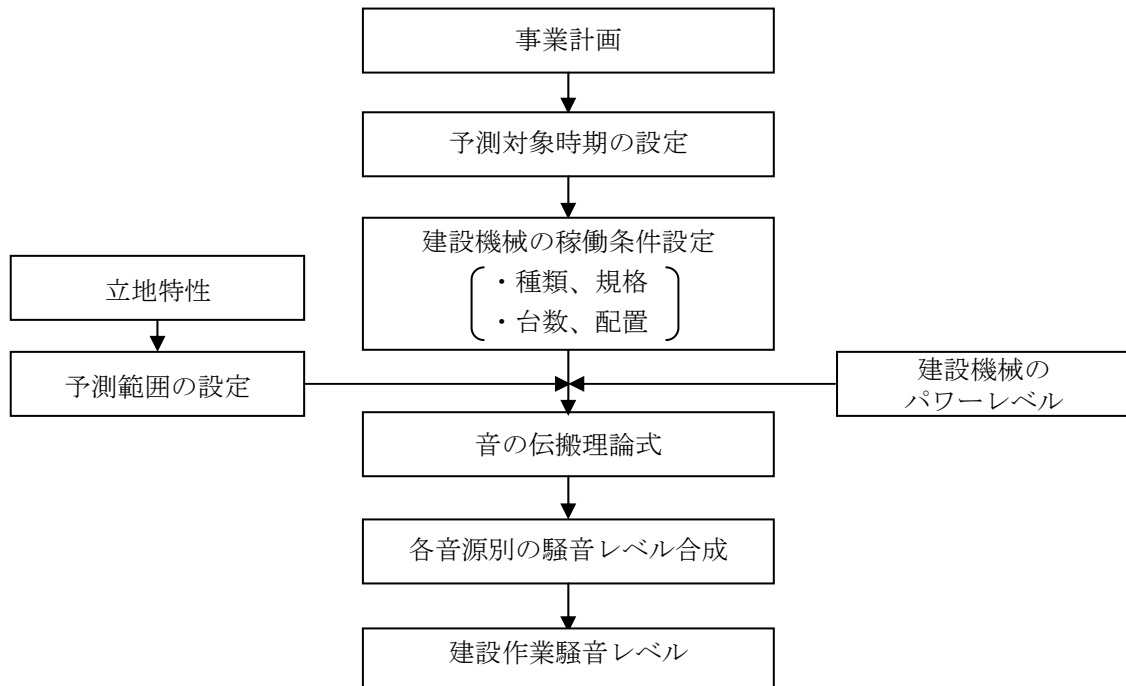 事業計画
予測対象時期の設定
建設機械の稼働条件設定
・種類、規格
・台数、配置
立地特性
予測範囲の設定
建設機械の
パワーレベル
音の伝搬理論式
各音源別の騒音レベル合成
建設作業騒音レベル